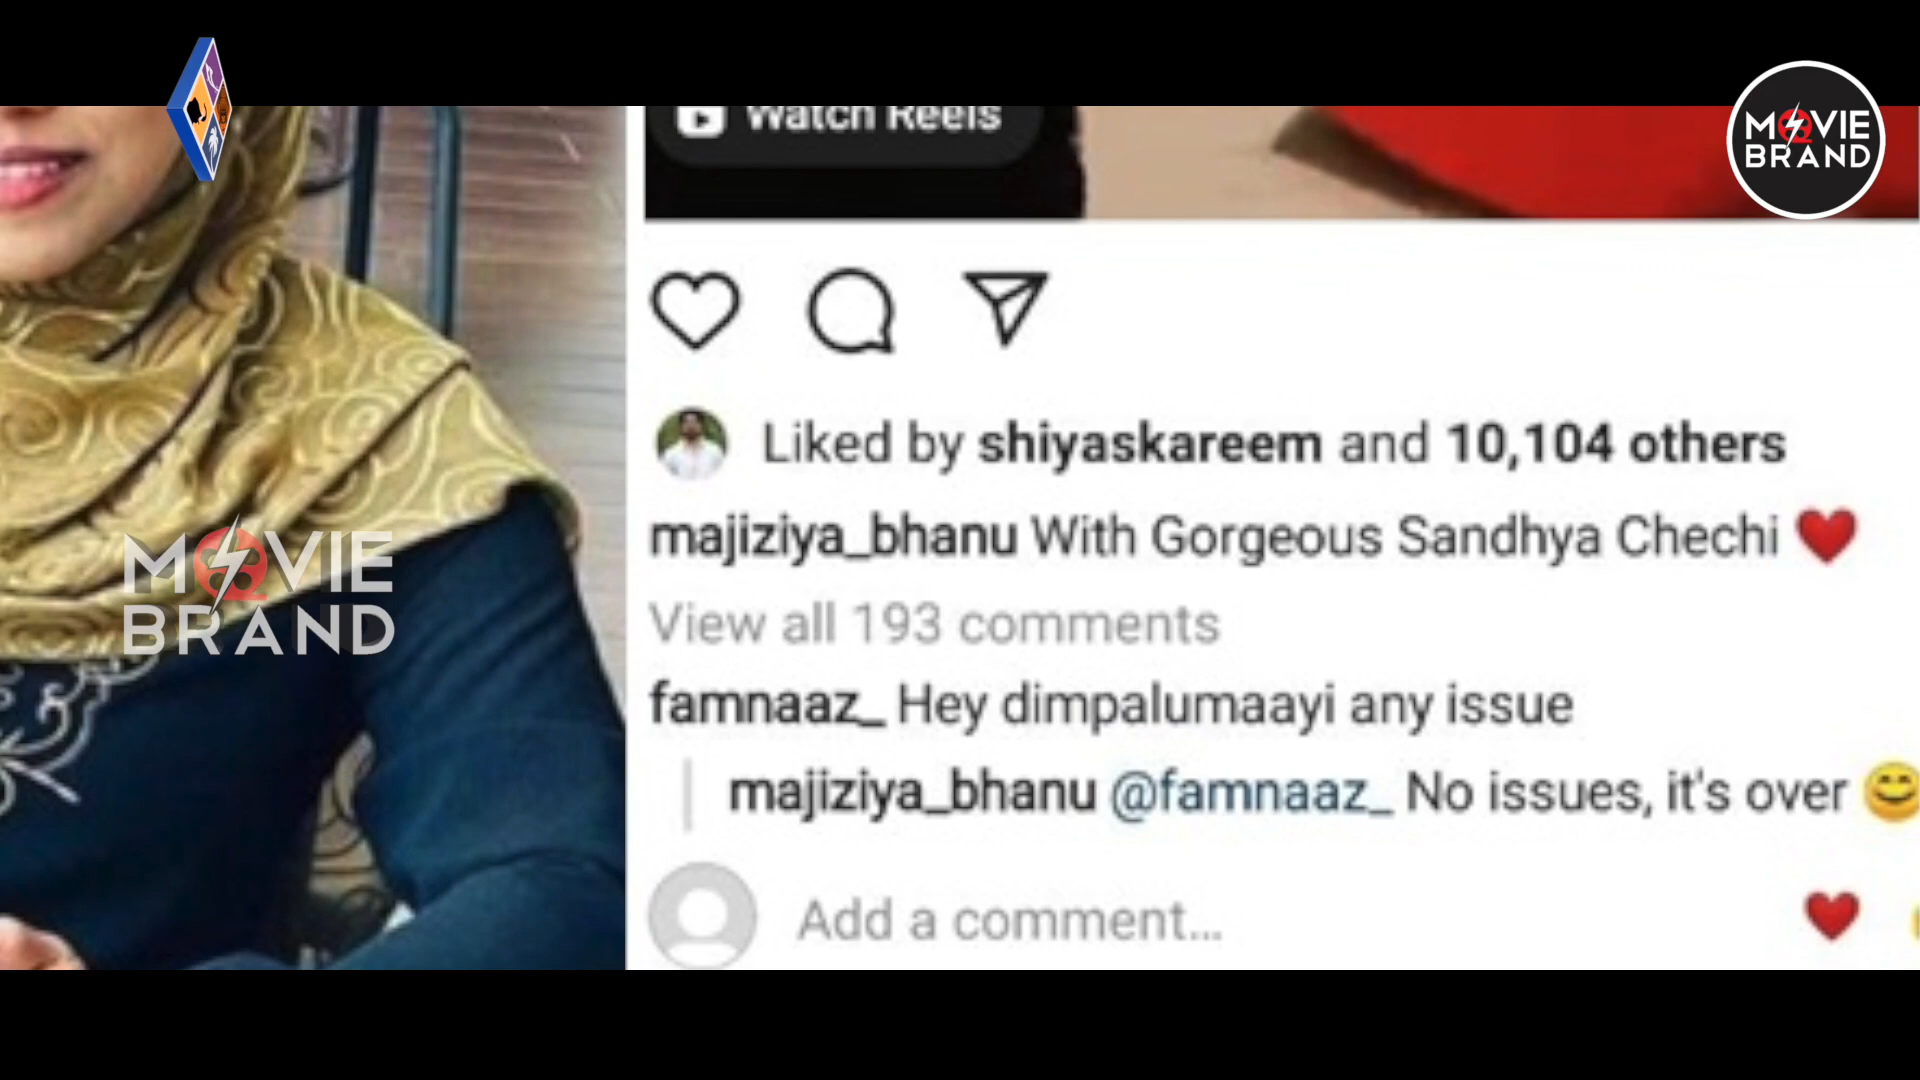 Watch Reels
MOVIE
BRAND
Liked by shiyaskareem and 10,104 others
majiziya_bhanu With Gorgeous Sandhya Chechi ❤️
View all 193 comments
famnaaz_ Hey dimpalumaayi any issue
majiziya_bhanu @famnaaz_ No issues, it's over 😊
Add a comment...
MOVIE
BRAND